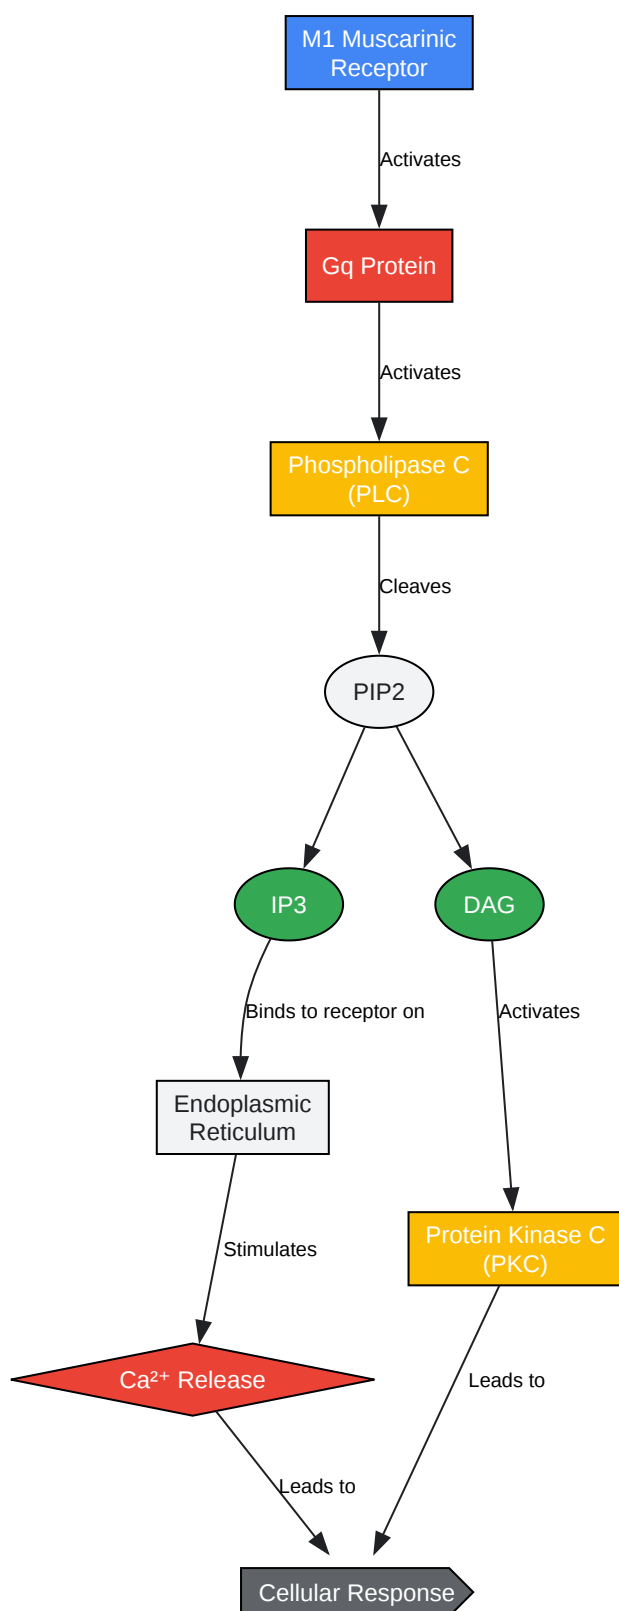 M1 Muscarinic
Receptor
Activates
Gq Protein
Activates
Phospholipase C
(PLC)
Cleaves
PIP2
IP3
DAG
Binds to receptor on
Activates
Endoplasmic
Reticulum
Protein Kinase C
(PKC)
Stimulates
Ca²⁺ Release
Leads to
Leads to
Cellular Response